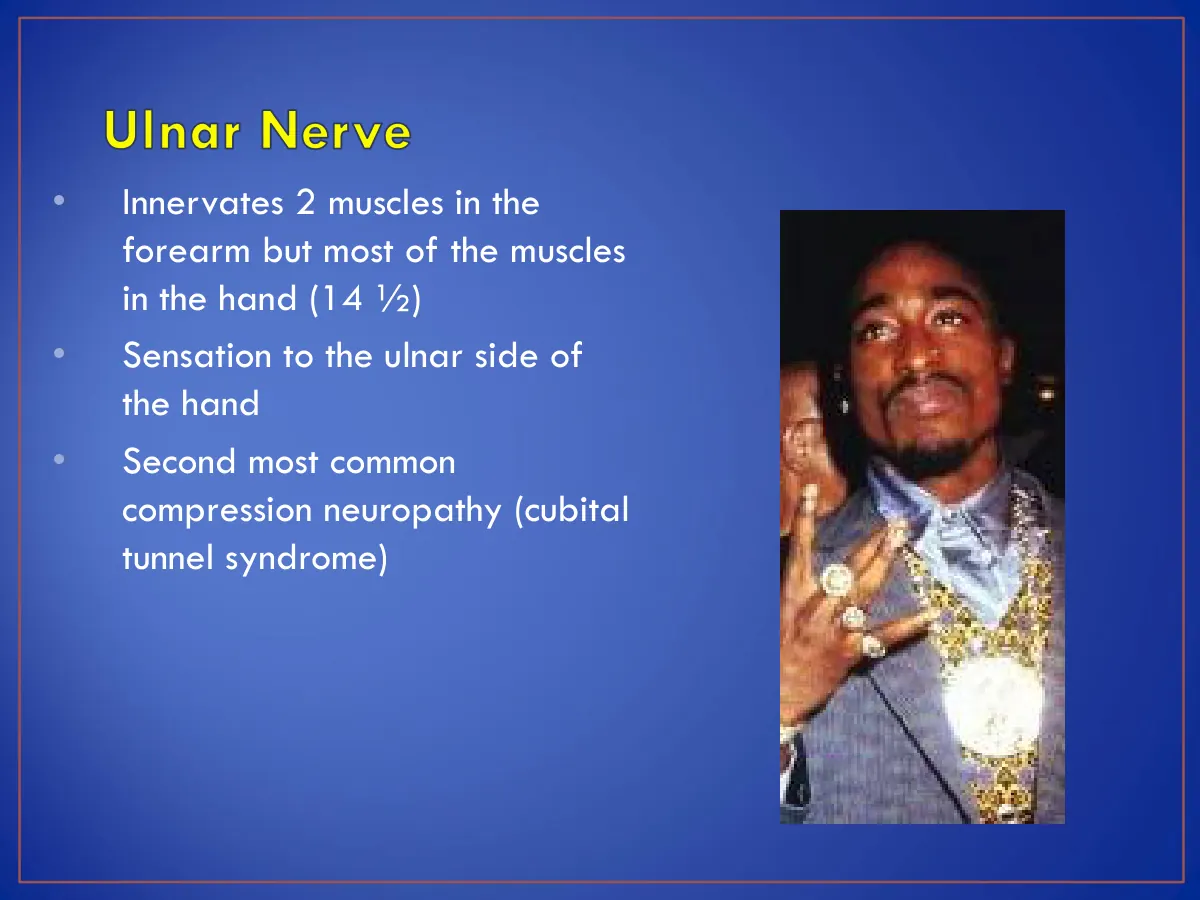 Ulnar Nerve
• Innervates 2 muscles in the
forearm but most of the muscles
in the hand (14 ½)
• Sensation to the ulnar side of
the hand
• Second most common
compression neuropathy (cubital
tunnel syndrome)